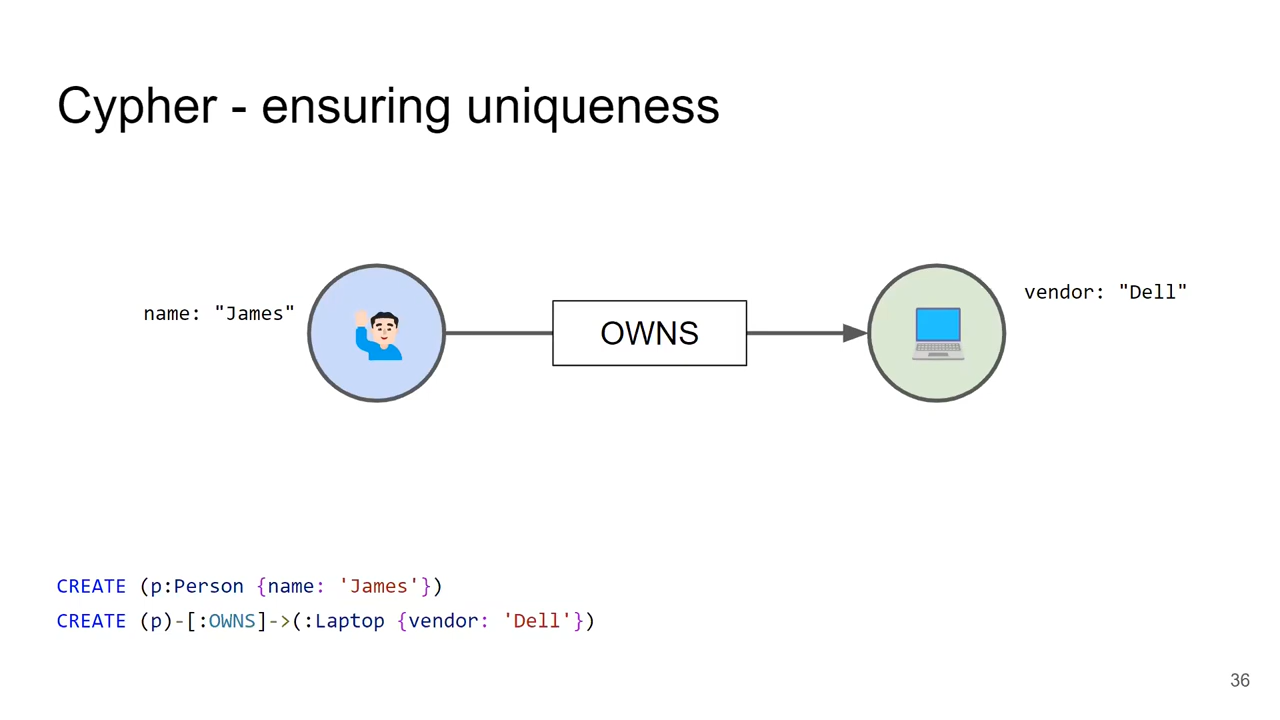 Cypher - ensuring uniqueness
name: "James"
OWNS
vendor: "Dell"
CREATE (p:Person {name: 'James'})
CREATE (p)-[:OWNS]->(:Laptop {vendor: 'Dell'})
36